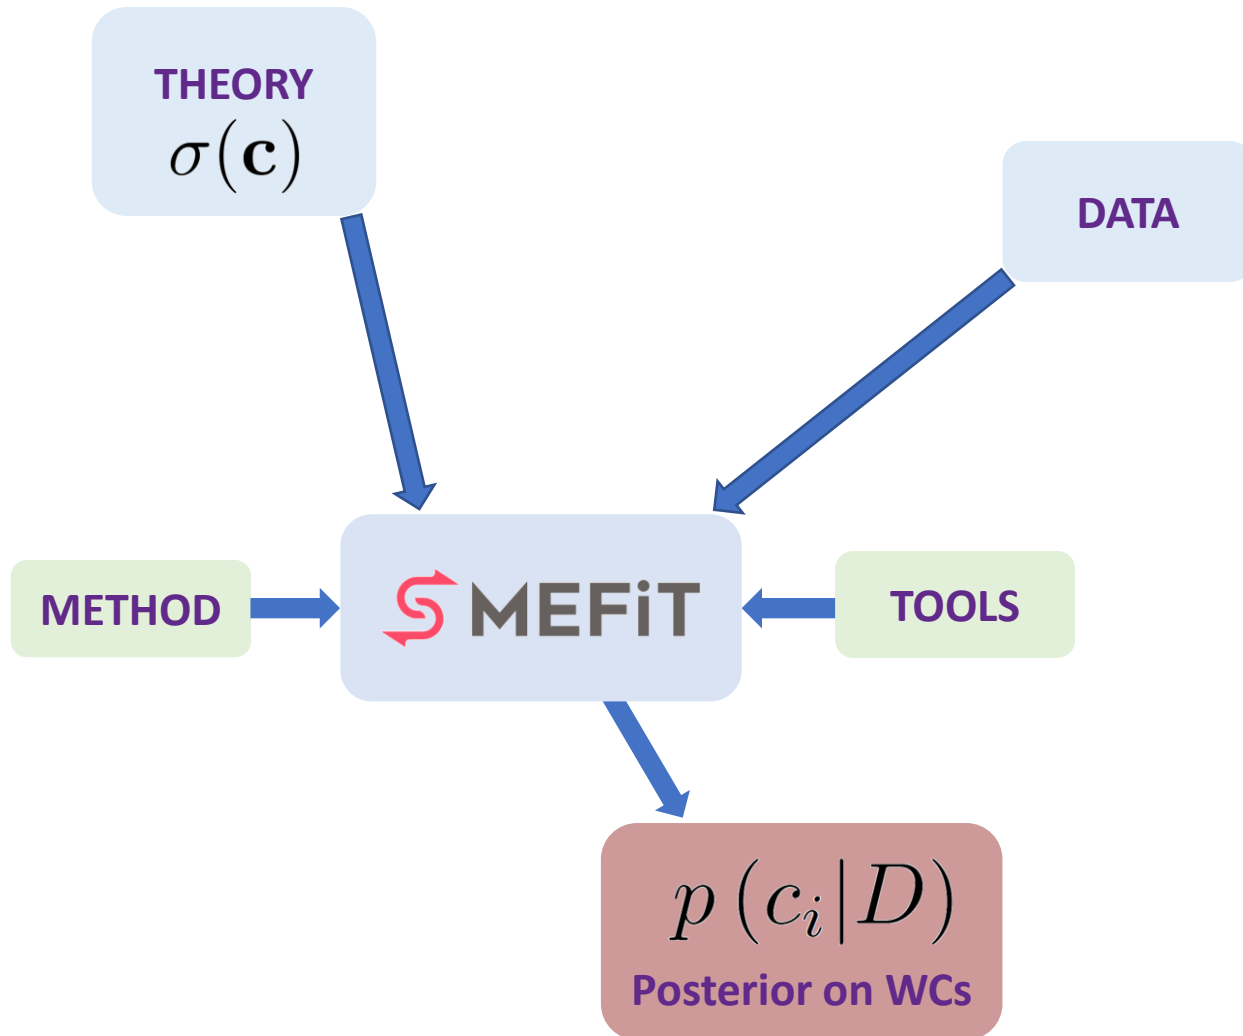 THEORY
σ(c)
DATA
METHOD
SMEFiT
TOOLS
p (c_i|D)
Posterior on WCs